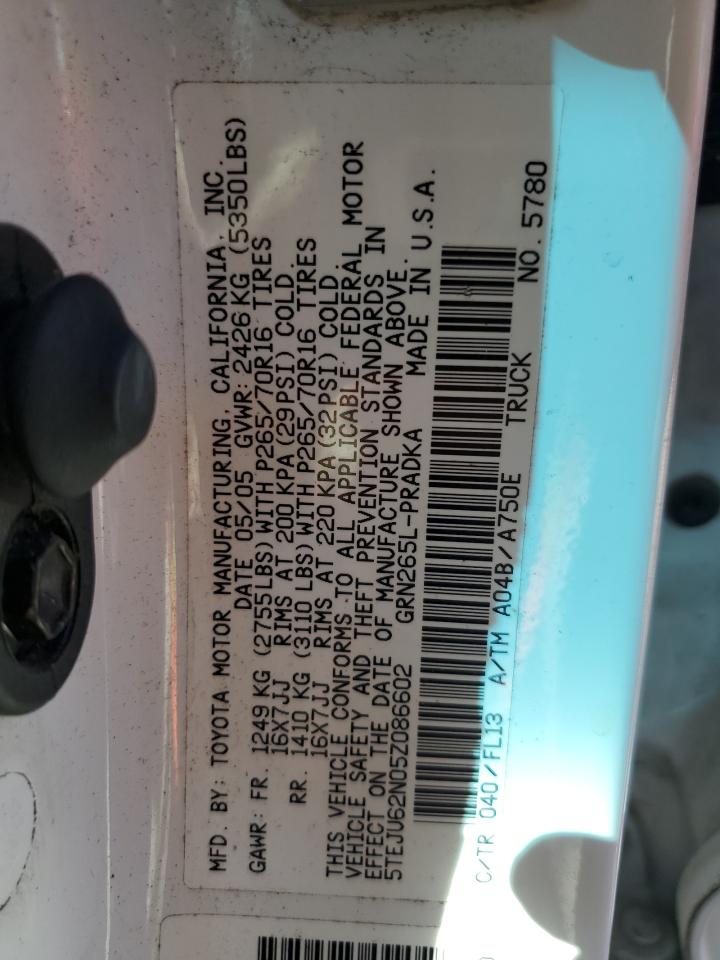 MFD. BY: TOYOTA MOTOR MANUFACTURING, CALIFORNIA, INC.
DATE 05/05 GVWR: 2426 KG (5350LBS)
GAWR: FR. 1249 KG (2755LBS) WITH P265/70R16 TIRES
16X7JJ RIMS AT 200 KPA (29PSI) COLD.
RR. 1410 KG (3110 LBS) WITH P265/70R16 TIRES
16X7JJ RIMS AT 220 KPA (32PSI) COLD.
THIS VEHICLE CONFORMS TO ALL APPLICABLE FEDERAL MOTOR
VEHICLE SAFETY AND THEFT PREVENTION STANDARDS IN
EFFECT ON THE DATE OF MANUFACTURE SHOWN ABOVE.
5TEJU62N05Z086602 GRN265L-PRADKA MADE IN U.S.A.
C/TR 040/FL13 A/TM A04B/A750E TRUCK NO. 5780